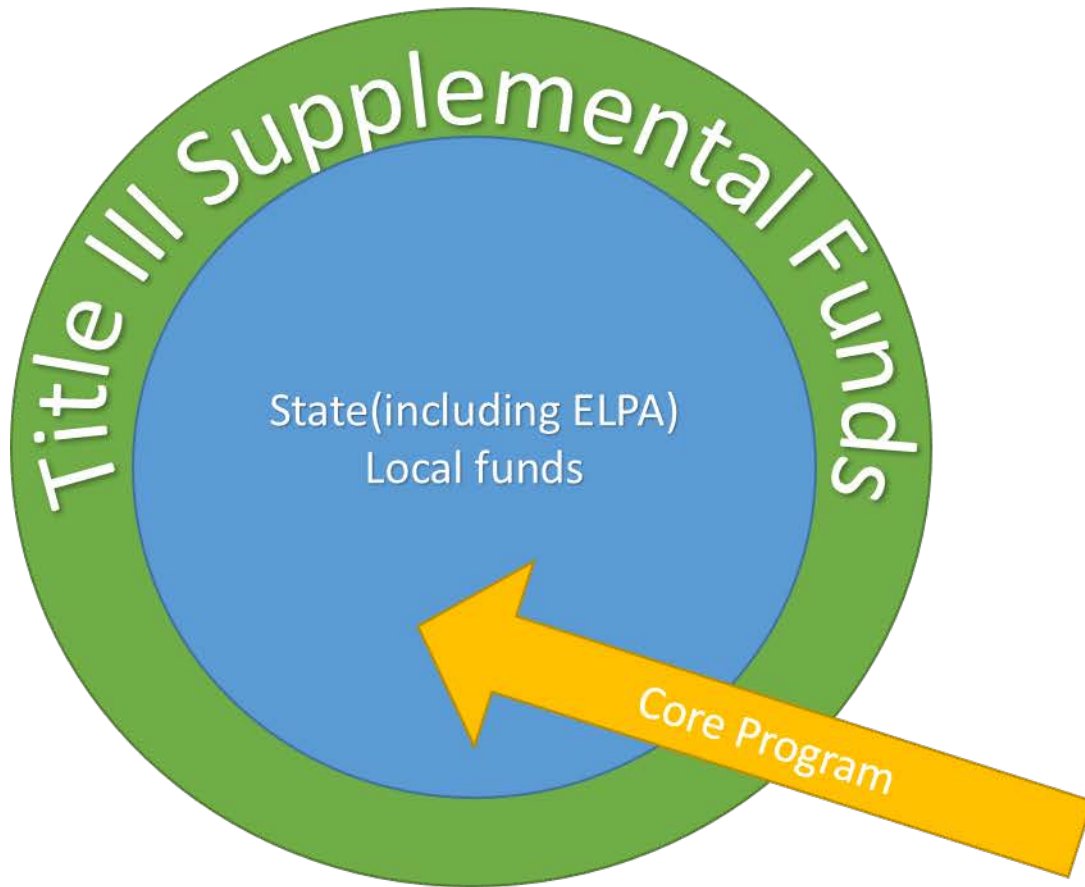 Title III Supplemental Funds
State(including ELPA)
Local funds
Core Program